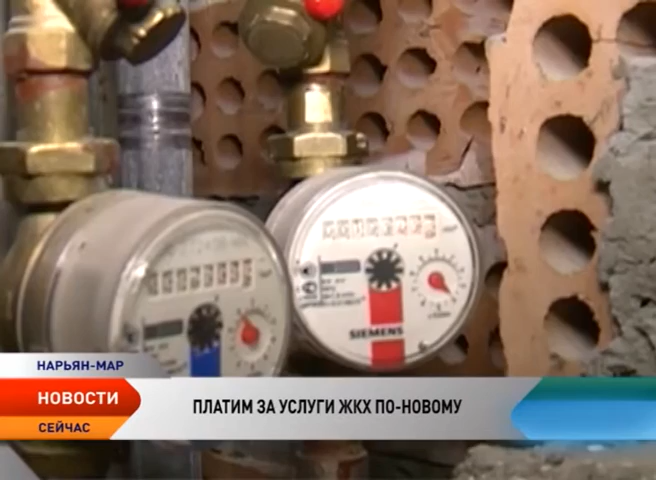 SIEMENS
НАРЬЯН-МАР
НОВОСТИ
СЕЙЧАС
ПЛАТИМ ЗА УСЛУГИ ЖКХ ПО-НОВОМУ